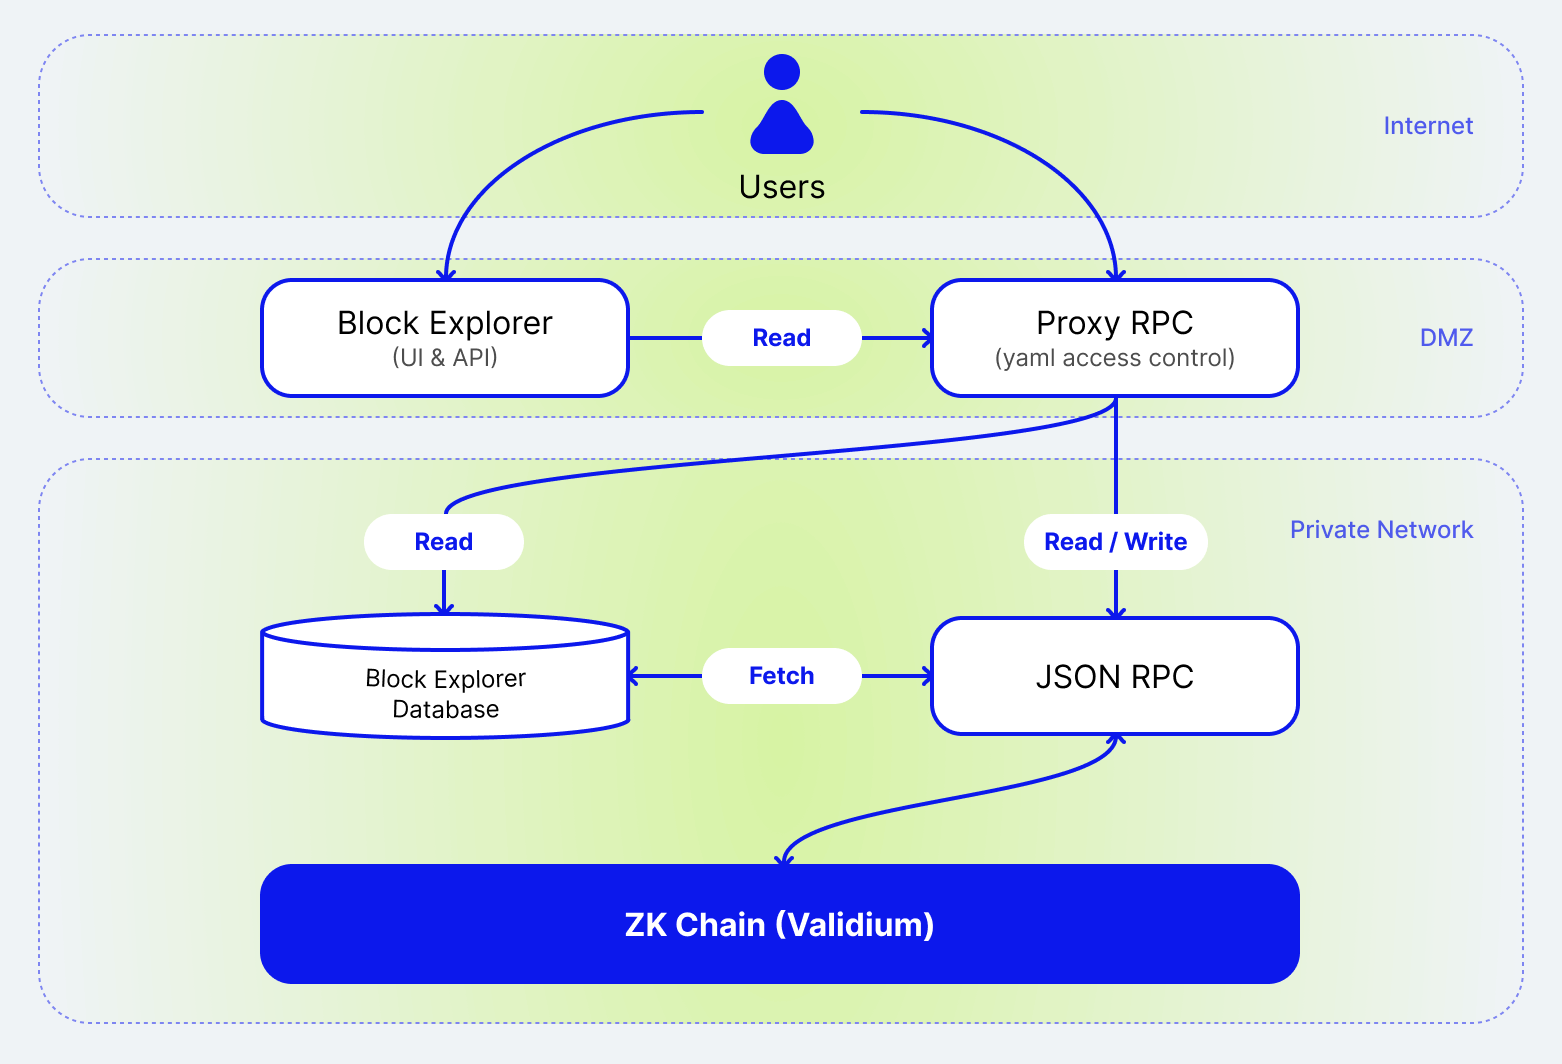 Internet
Users
Block Explorer
(UI & API)
Read
Proxy RPC
(yaml access control)
DMZ
Private Network
Read
Read / Write
Block Explorer
Database
Fetch
JSON RPC
ZK Chain (Validium)